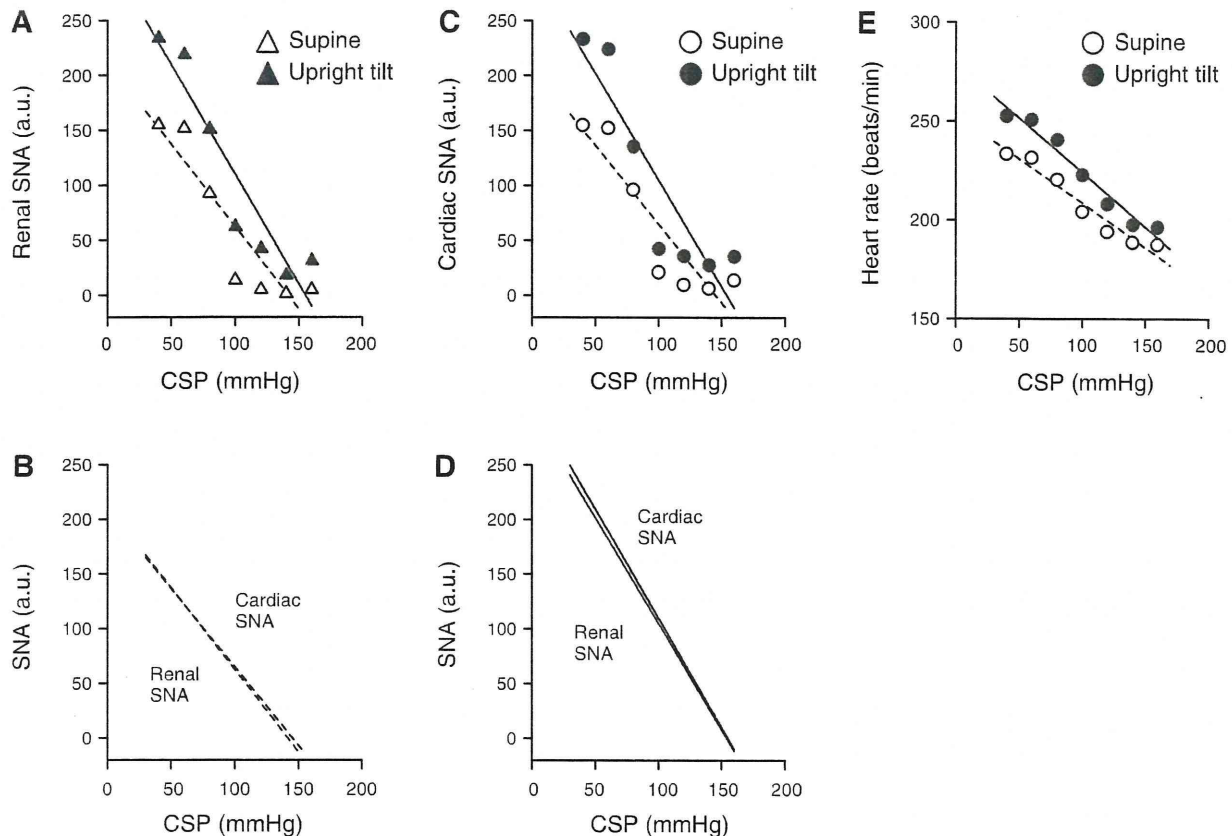 A
Renal SNA (a.u.)
250
200
150
100
50
0
Supine
Upright tilt
0 50 100 150 200
CSP (mmHg)
C
Cardiac SNA (a.u.)
250
200
150
100
50
0
Supine
Upright tilt
0 50 100 150 200
CSP (mmHg)
E
Heart rate (beats/min)
300
250
200
150
Supine
Upright tilt
0 50 100 150 200
CSP (mmHg)
B
SNA (a.u.)
250
200
150
100
50
0
Cardiac
SNA
Renal
SNA
0 50 100 150 200
CSP (mmHg)
D
SNA (a.u.)
250
200
150
100
50
0
Cardiac
SNA
Renal
SNA
0 50 100 150 200
CSP (mmHg)